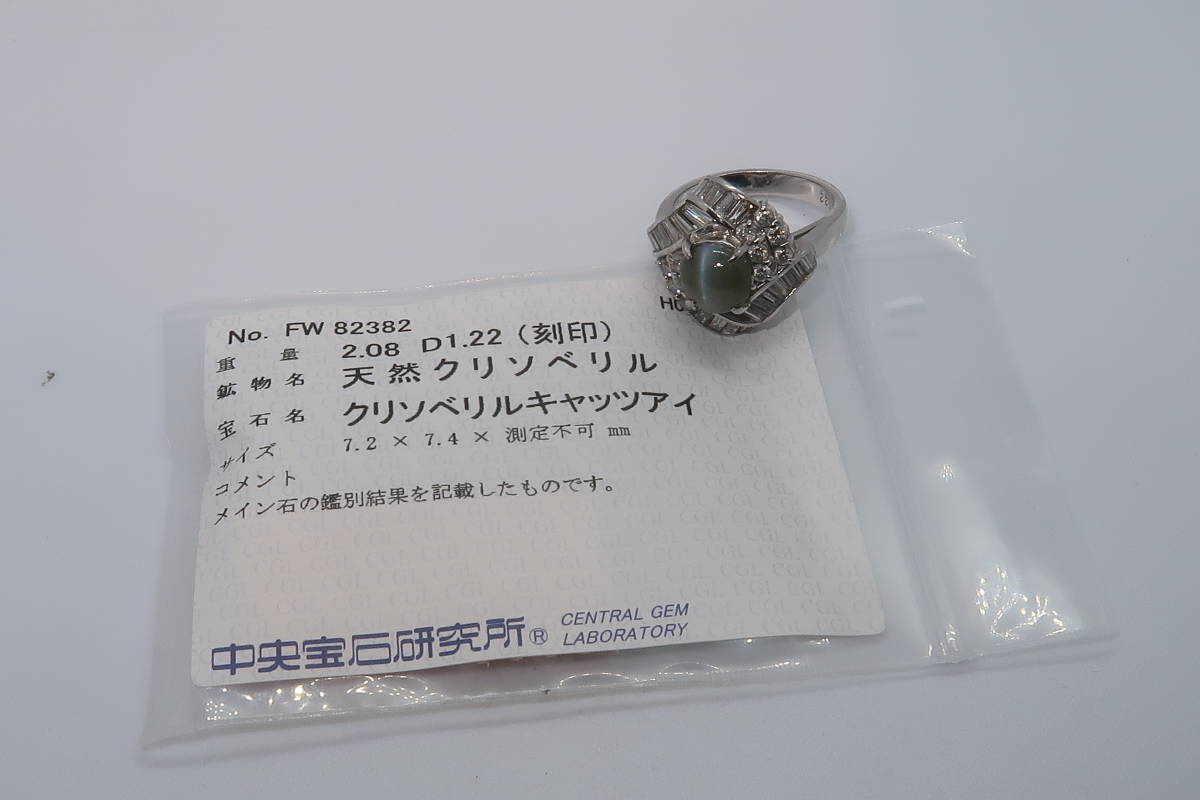 No. FW 82382
重量 2.08 D1.22 (刻印)
鉱物名 天然クリソベリル
宝石名 クリソベリルキャッツアイ
サイズ 7.2 × 7.4 × 測定不可 mm
コメント
メイン石の鑑別結果を記載したものです。
中央宝石研究所® CENTRAL GEM
LABORATORY